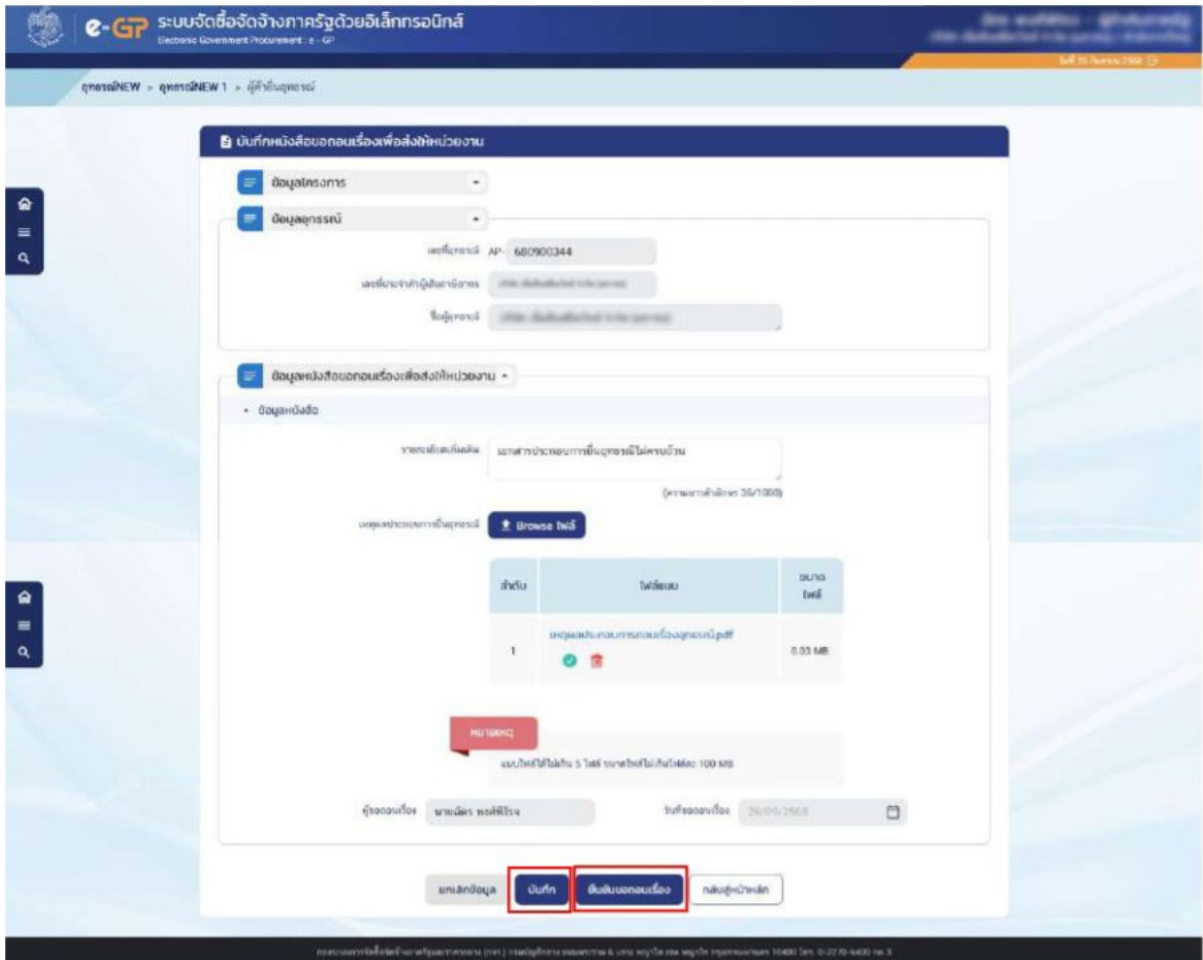 e-GP ระบบจัดซื้อจัดจ้างภาครัฐด้วยอิเล็กทรอนิกส์
Electronic Government Procurement : e - GP
วันที่ 26 กันยายน 2568
อุทธรณ์NEW > อุทธรณ์NEW 1 > ผู้ค้ายื่นอุทธรณ์
บันทึกหนังสือขอถอนเรื่องเพื่อส่งให้หน่วยงาน
ข้อมูลโครงการ
ข้อมูลอุทธรณ์
เลขที่อุทธรณ์ AP- 680900344
เลขที่ประจำตัวผู้เสียภาษีอากร
ชื่อผู้อุทธรณ์
ข้อมูลหนังสือขอถอนเรื่องเพื่อส่งให้หน่วยงาน
• ข้อมูลหนังสือ
รายละเอียดเพิ่มเติม เอกสารประกอบการยื่นอุทธรณ์ไม่ครบถ้วน
(ความยาวตัวอักษร 36/1000)
เหตุผลประกอบการยื่นอุทธรณ์ Browse ไฟล์
ลำดับ ไฟล์แนบ ขนาดไฟล์
1 เหตุผลประกอบการถอนเรื่องอุทธรณ์.pdf 0.03 MB
หมายเหตุ
แนบไฟล์ได้ไม่เกิน 5 ไฟล์ ขนาดไฟล์ไม่เกินไฟล์ละ 100 MB
ผู้ขอถอนเรื่อง วันที่ขอถอนเรื่อง 26/09/2568
ยกเลิกข้อมูล บันทึก ยืนยันขอถอนเรื่อง กลับสู่หน้าหลัก